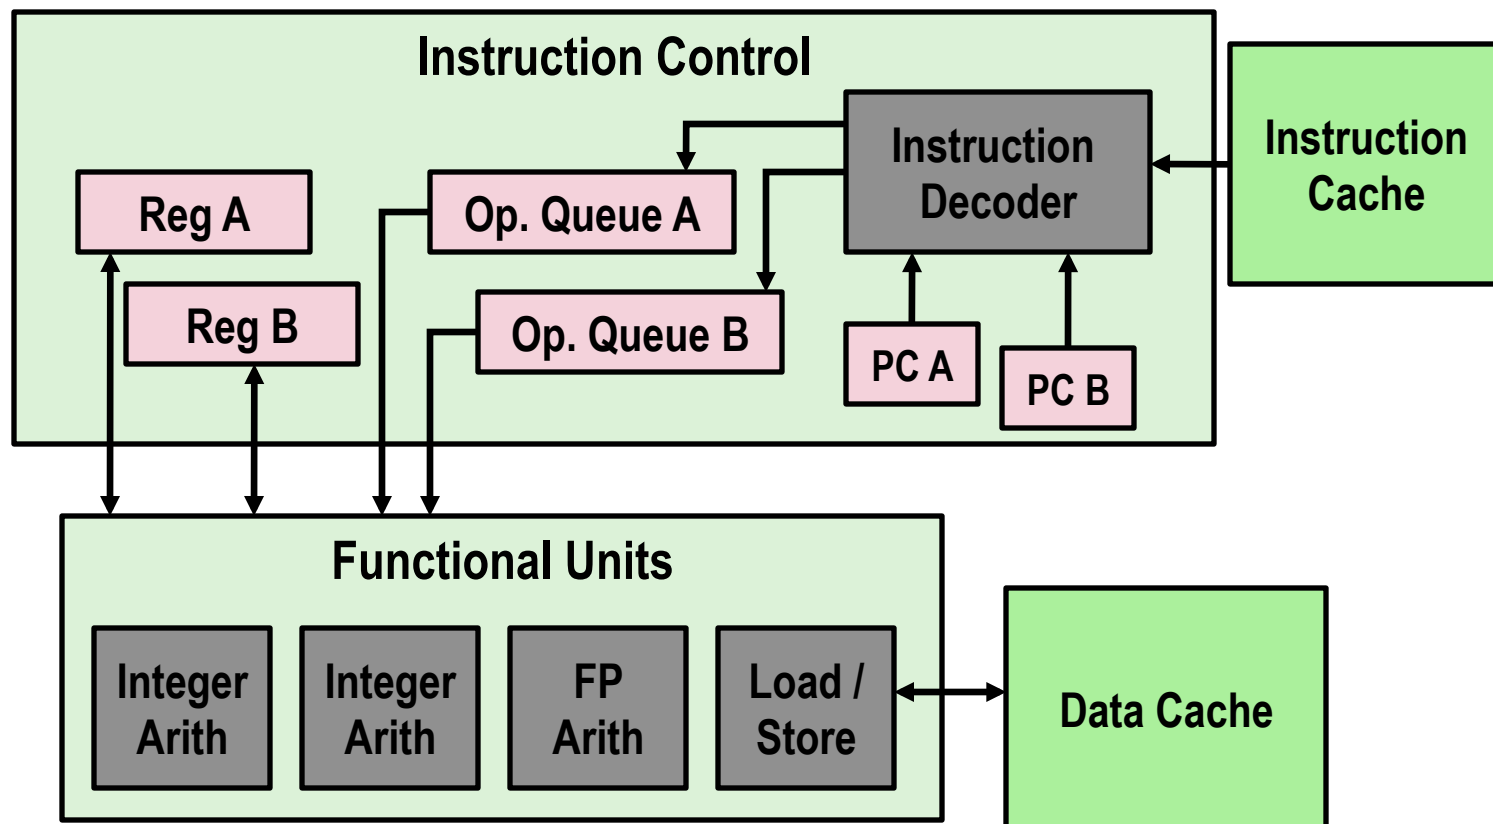 Instruction Control
Instruction
Decoder
Instruction
Cache
Reg A
Op. Queue A
Reg B
Op. Queue B
PC A
PC B
Functional Units
Integer
Arith
Integer
Arith
FP
Arith
Load /
Store
Data Cache